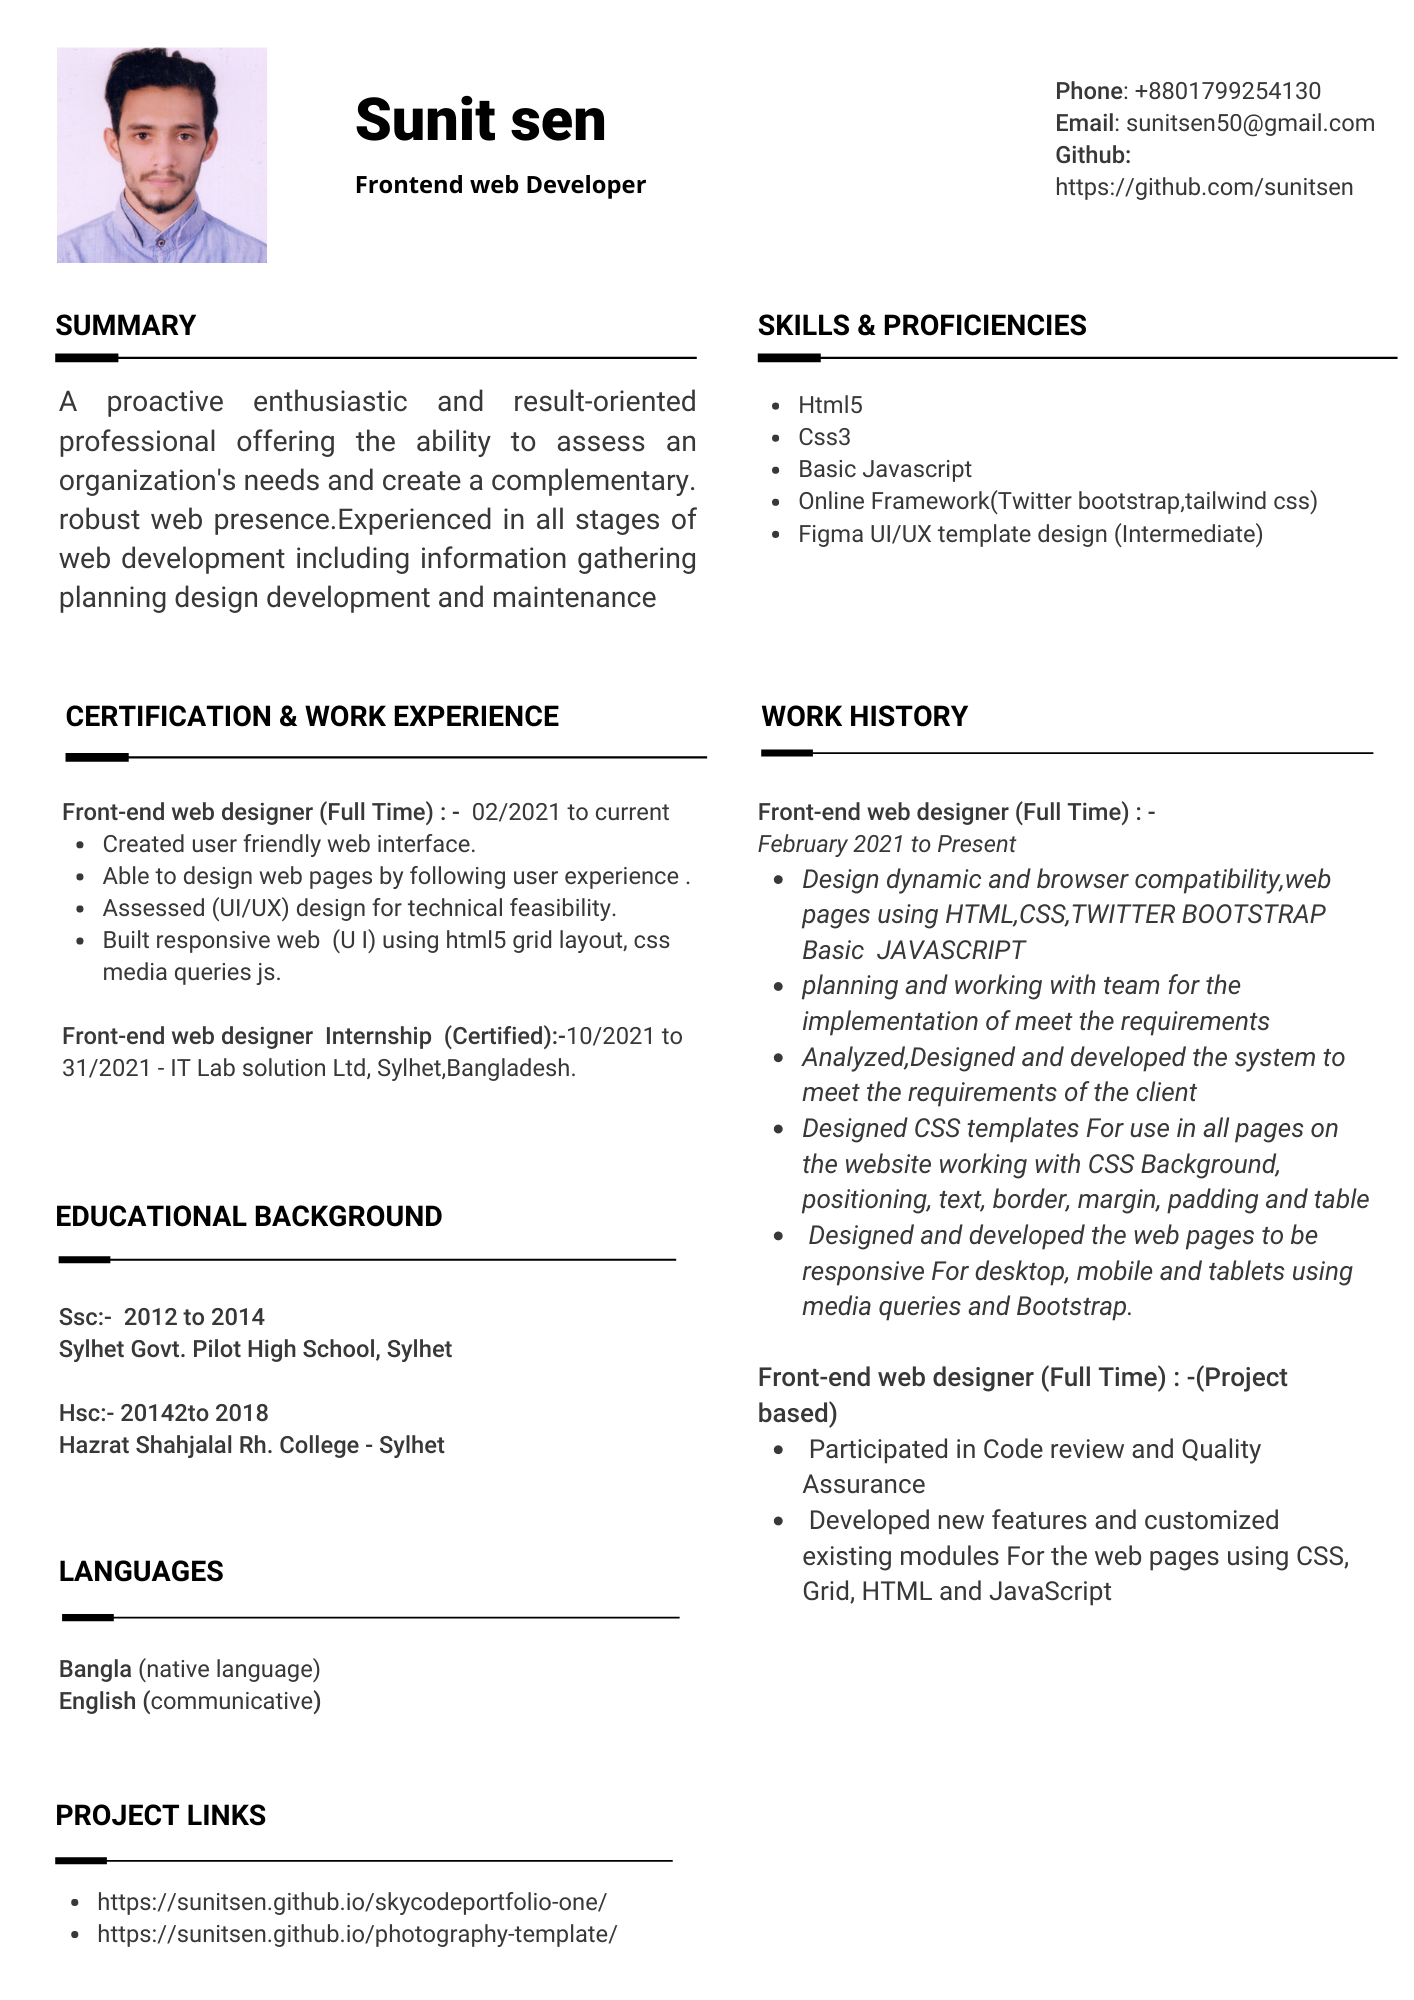 Sunit sen
Frontend web Developer
Phone: +8801799254130
Email: sunitsen50@gmail.com
Github:
https://github.com/sunitsen
SUMMARY
A proactive enthusiastic and result-oriented
professional offering the ability to assess an
organization's needs and create a complementary.
robust web presence.Experienced in all stages of
web development including information gathering
planning design development and maintenance
SKILLS & PROFICIENCIES
• Html5
• Css3
• Basic Javascript
• Online Framework(Twitter bootstrap,tailwind css)
• Figma UI/UX template design (Intermediate)
CERTIFICATION & WORK EXPERIENCE
Front-end web designer (Full Time) : -  02/2021 to current
• Created user friendly web interface.
• Able to design web pages by following user experience .
• Assessed (UI/UX) design for technical feasibility.
• Built responsive web  (U I) using html5 grid layout, css
media queries js.
Front-end web designer  Internship  (Certified):-10/2021 to
31/2021 - IT Lab solution Ltd, Sylhet,Bangladesh.
EDUCATIONAL BACKGROUND
Ssc:-  2012 to 2014
Sylhet Govt. Pilot High School, Sylhet
Hsc:- 20142to 2018
Hazrat Shahjalal Rh. College - Sylhet
LANGUAGES
Bangla (native language)
English (communicative)
PROJECT LINKS
• https://sunitsen.github.io/skycodeportfolio-one/
• https://sunitsen.github.io/photography-template/
WORK HISTORY
Front-end web designer (Full Time) : -
February 2021 to Present
• Design dynamic and browser compatibility,web
pages using HTML,CSS,TWITTER BOOTSTRAP
Basic  JAVASCRIPT
• planning and working with team for the
implementation of meet the requirements
• Analyzed,Designed and developed the system to
meet the requirements of the client
• Designed CSS templates For use in all pages on
the website working with CSS Background,
positioning, text, border, margin, padding and table
• Designed and developed the web pages to be
responsive For desktop, mobile and tablets using
media queries and Bootstrap.
Front-end web designer (Full Time) : -(Project
based)
• Participated in Code review and Quality
Assurance
• Developed new features and customized
existing modules For the web pages using CSS,
Grid, HTML and JavaScript